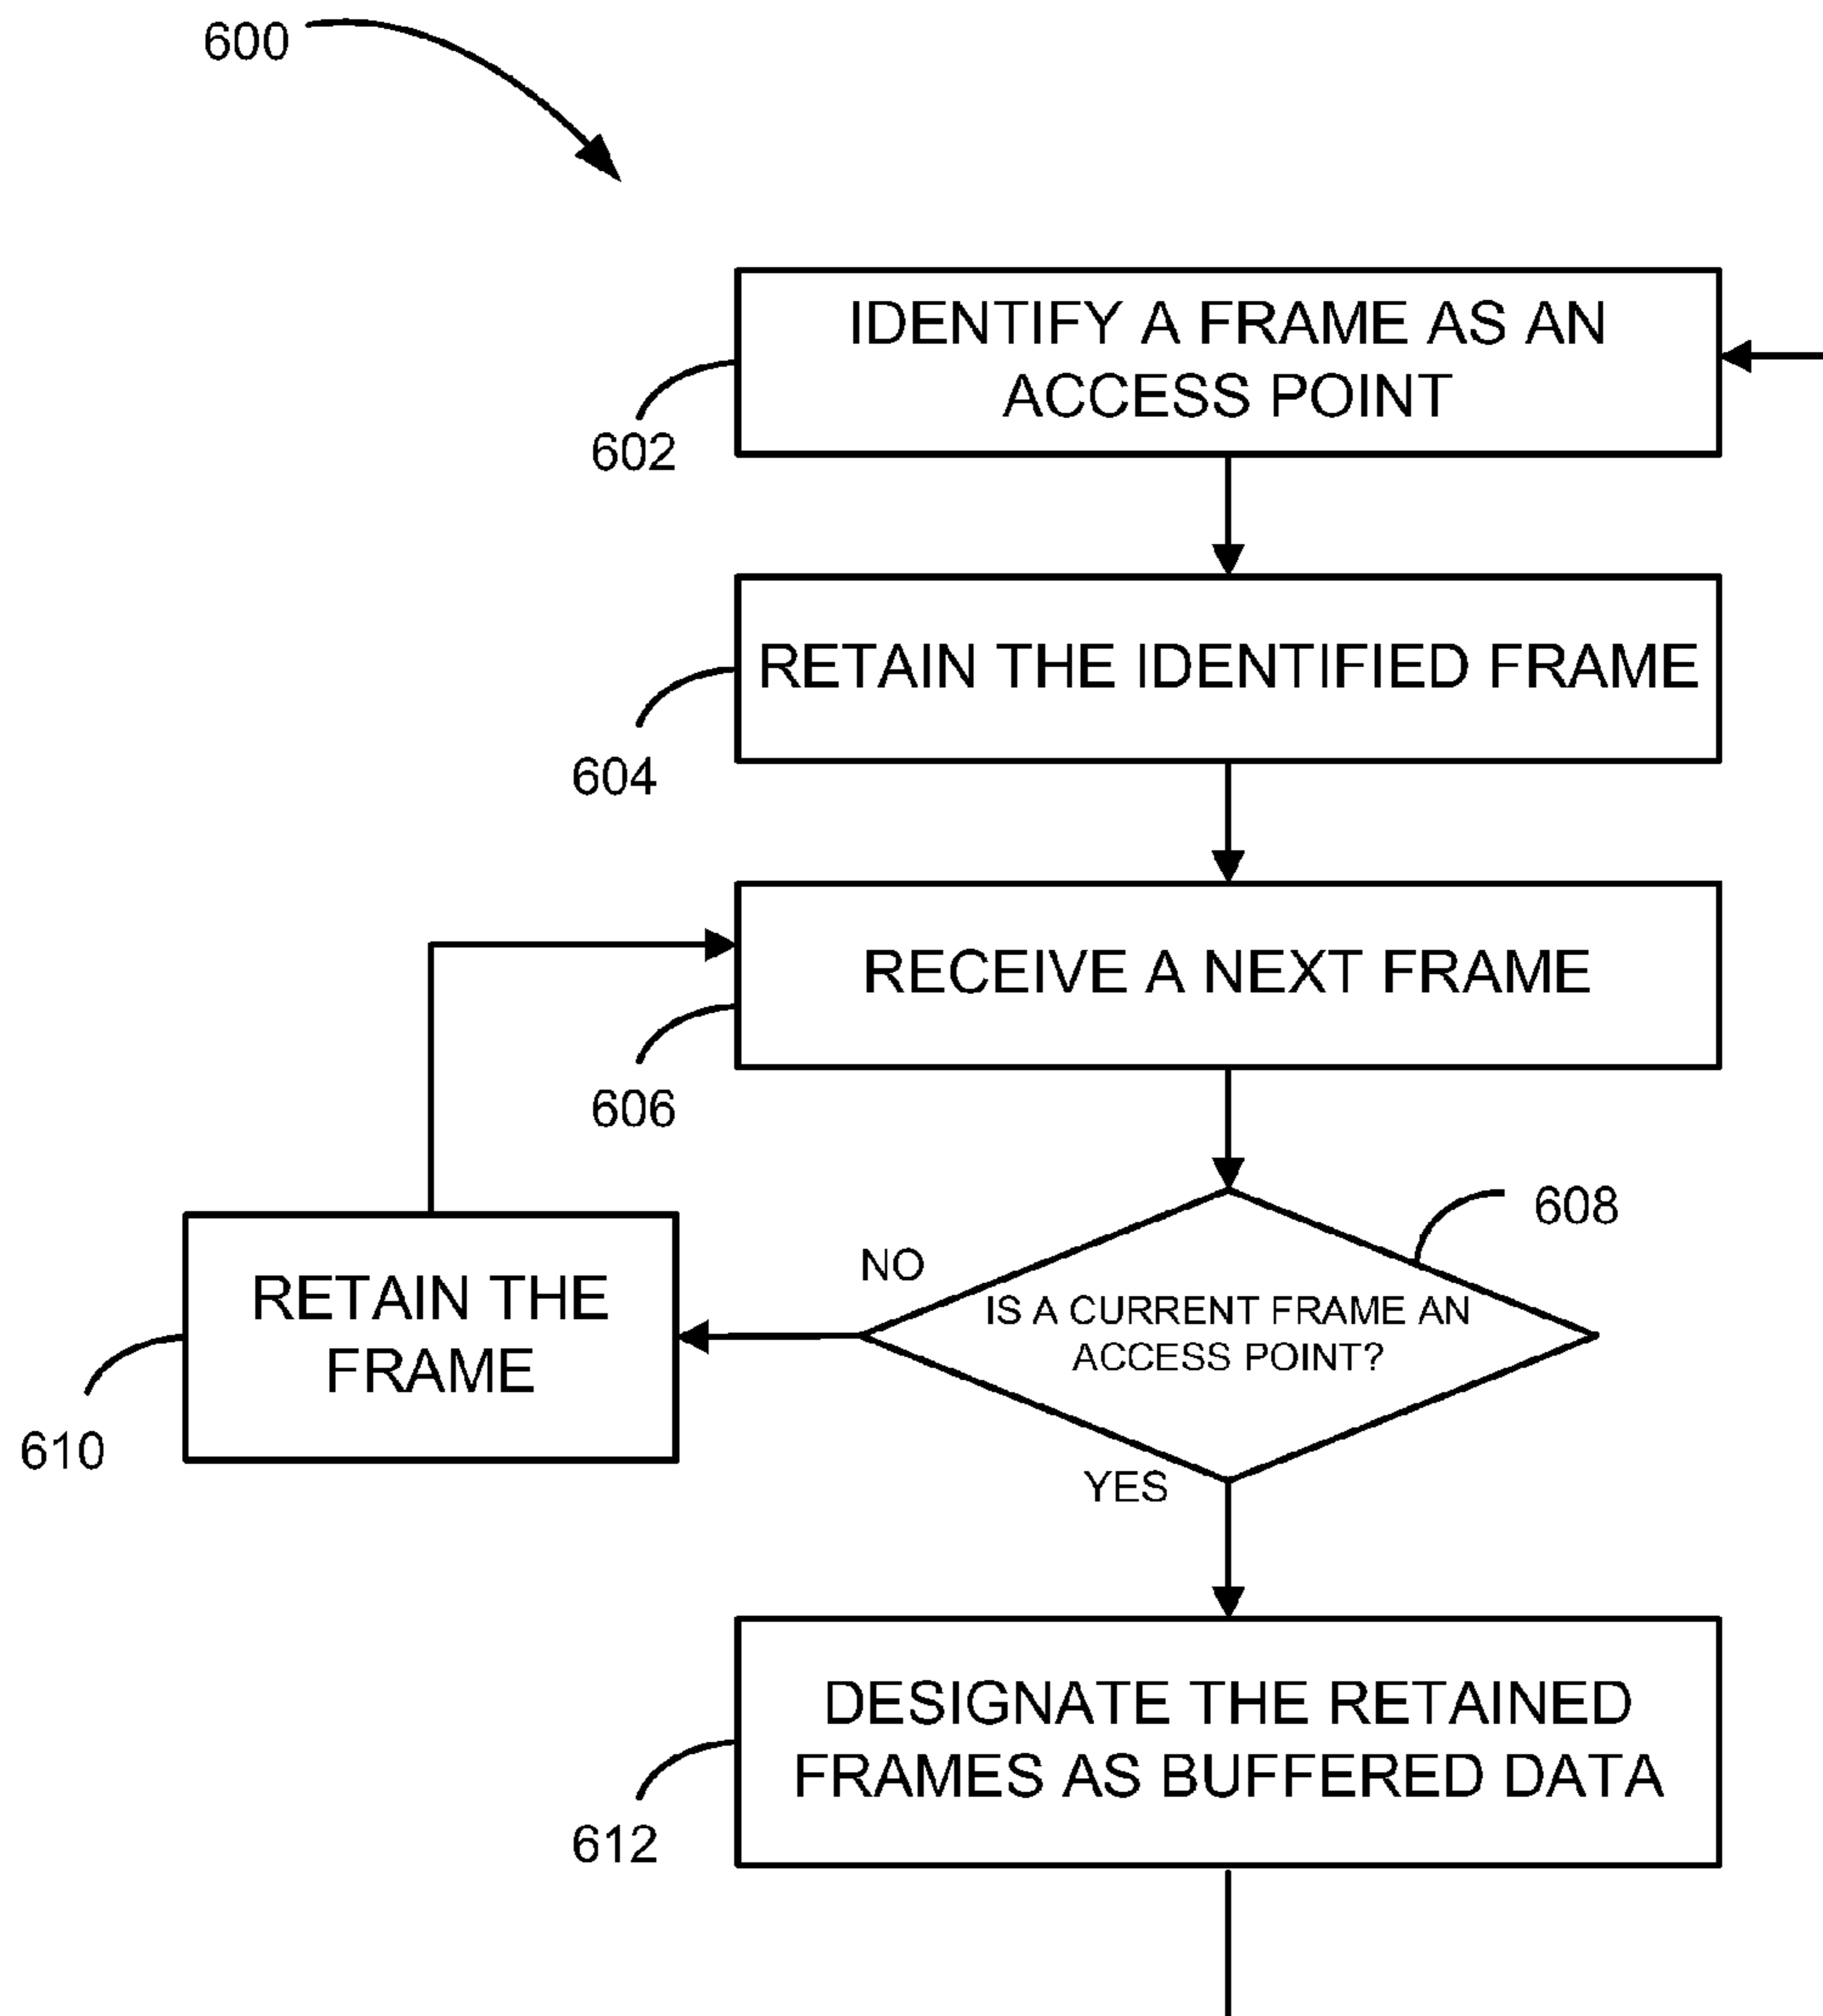 600
IDENTIFY A FRAME AS AN
ACCESS POINT
602
RETAIN THE IDENTIFIED FRAME
604
RECEIVE A NEXT FRAME
606
608
NO
IS A CURRENT FRAME AN
ACCESS POINT?
RETAIN THE
FRAME
610
YES
DESIGNATE THE RETAINED
FRAMES AS BUFFERED DATA
612